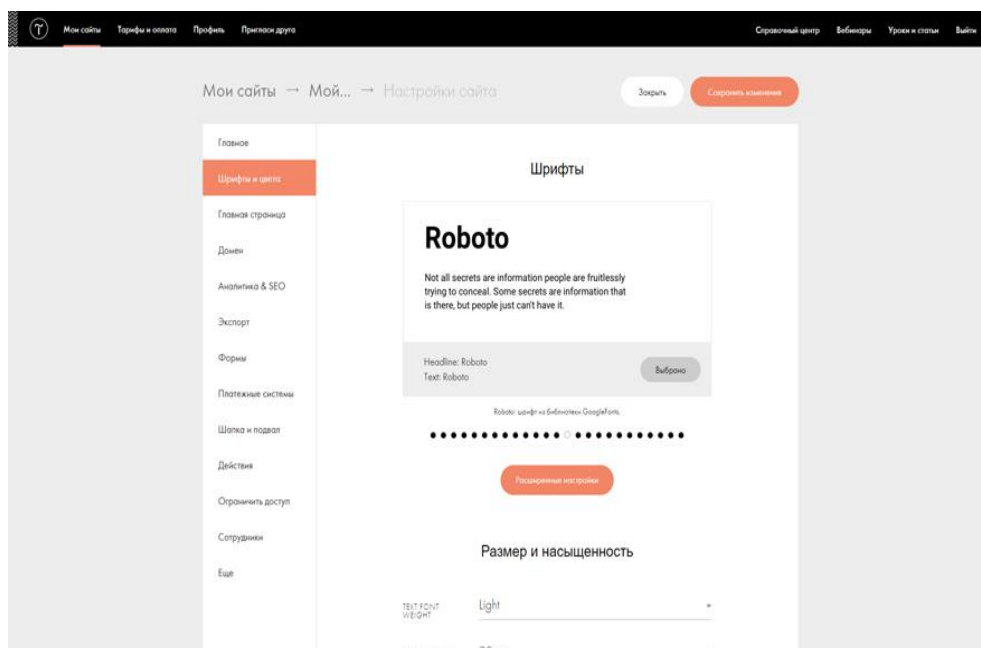 Мои сайты Тарифы и оплата Профиль Пригласи друга Справочный центр Вебинары Уроки и статьи Выйти
Мои сайты → Мой... → Настройки сайта Закрыть Сохранить изменения
Главное
Шрифты и цвета
Главная страница
Домен
Аналитика & SEO
Экспорт
Формы
Платежные системы
Шапка и подвал
Действия
Ограничить доступ
Сотрудники
Еще
Шрифты
Roboto
Not all secrets are information people are fruitlessly
trying to conceal. Some secrets are information that
is there, but people just can't have it.
Headline: Roboto
Text: Roboto
Выбрано
Roboto: шрифт из библиотеки GoogleFonts.
Расширенные настройки
Размер и насыщенность
TEXT FONT
WEIGHT
Light